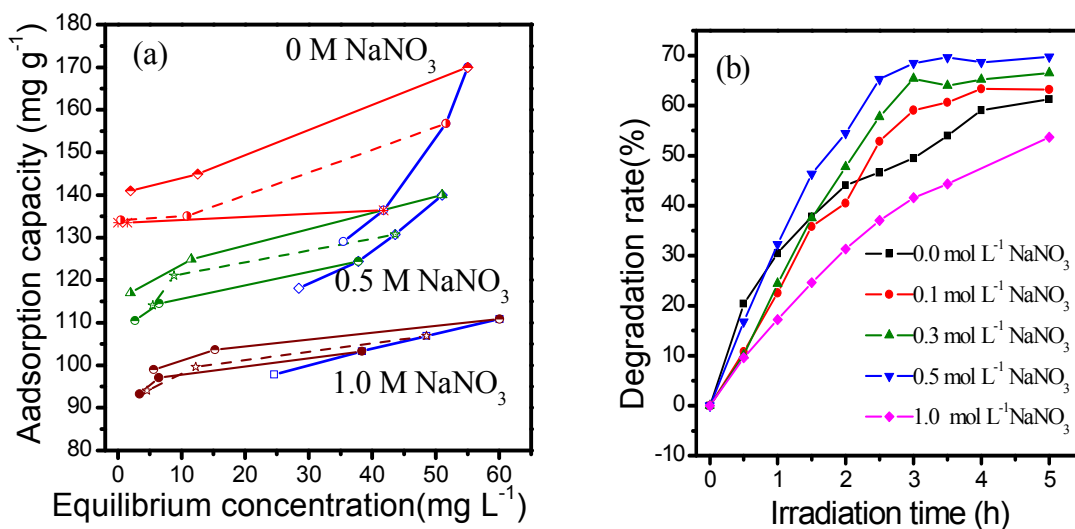 (a)
0 M NaNO₃
0.5 M NaNO₃
1.0 M NaNO₃
Aadsorption capacity (mg g⁻¹)
180
170
160
150
140
130
120
110
100
90
80
0 10 20 30 40 50 60
Equilibrium concentration(mg L⁻¹)
(b)
Degradation rate(%)
70
60
50
40
30
20
10
0
-10
0.0 mol L⁻¹ NaNO₃
0.1 mol L⁻¹ NaNO₃
0.3 mol L⁻¹ NaNO₃
0.5 mol L⁻¹ NaNO₃
1.0 mol L⁻¹NaNO₃
0 1 2 3 4 5
Irradiation time (h)